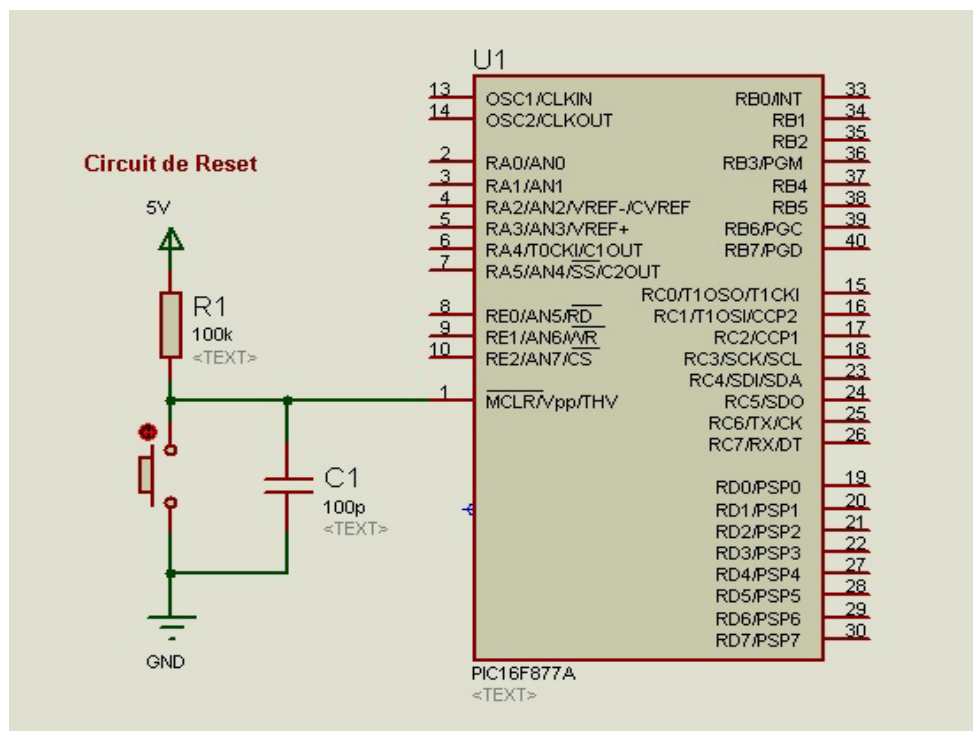 U1
Circuit de Reset
5V
R1
100k
<TEXT>
C1
100p
<TEXT>
GND
13 OSC1/CLKIN
14 OSC2/CLKOUT
2 RA0/AN0
3 RA1/AN1
4 RA2/AN2/VREF-/CVREF
5 RA3/AN3/VREF+
6 RA4/T0CKI/C1OUT
7 RA5/AN4/SS/C2OUT
8 RE0/AN5/RD
9 RE1/AN6/WR
10 RE2/AN7/CS
1 MCLR/Vpp/THV
RB0/INT 33
RB1 34
RB2 35
RB3/PGM 36
RB4 37
RB5 38
RB6/PGC 39
RB7/PGD 40
RC0/T1OSO/T1CKI 15
RC1/T1OSI/CCP2 16
RC2/CCP1 17
RC3/SCK/SCL 18
RC4/SDI/SDA 23
RC5/SDO 24
RC6/TX/CK 25
RC7/RX/DT 26
RD0/PSP0 19
RD1/PSP1 20
RD2/PSP2 21
RD3/PSP3 22
RD4/PSP4 27
RD5/PSP5 28
RD6/PSP6 29
RD7/PSP7 30
PIC16F877A
<TEXT>